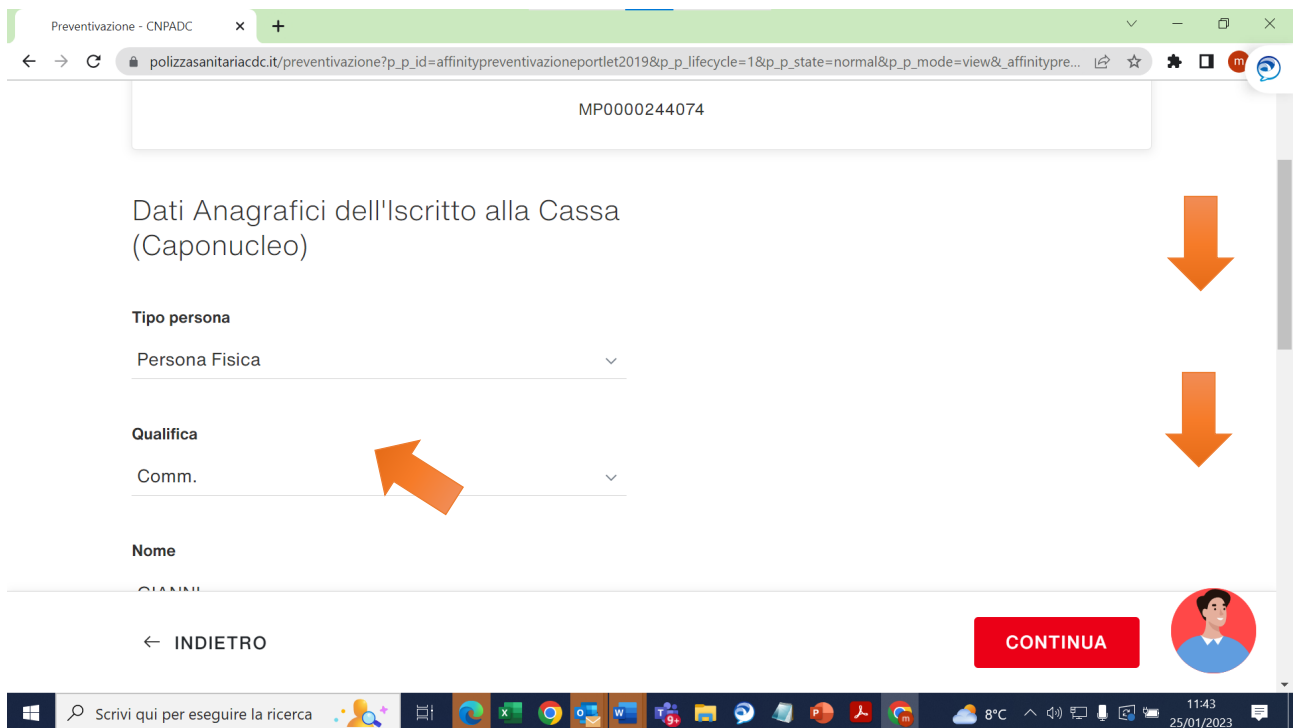 Preventivazione - CNPADC
polizzasanitariacdc.it/preventivazione?p_p_id=affinitypreventivazioneportlet2019&p_p_lifecycle=1&p_p_state=normal&p_p_mode=view&_affinitypre...
m
MP0000244074
Dati Anagrafici dell'Iscritto alla Cassa
(Caponucleo)
Tipo persona
Persona Fisica
Qualifica
Comm.
Nome
GIANNI
← INDIETRO
CONTINUA
Scrivi qui per eseguire la ricerca
9+
8°C
11:43
25/01/2023